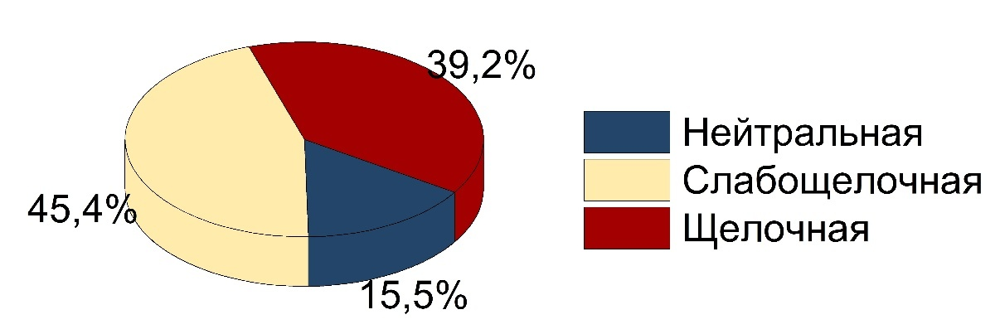 39,2%
45,4%
15,5%
Нейтральная
Слабощелочная
Щелочная